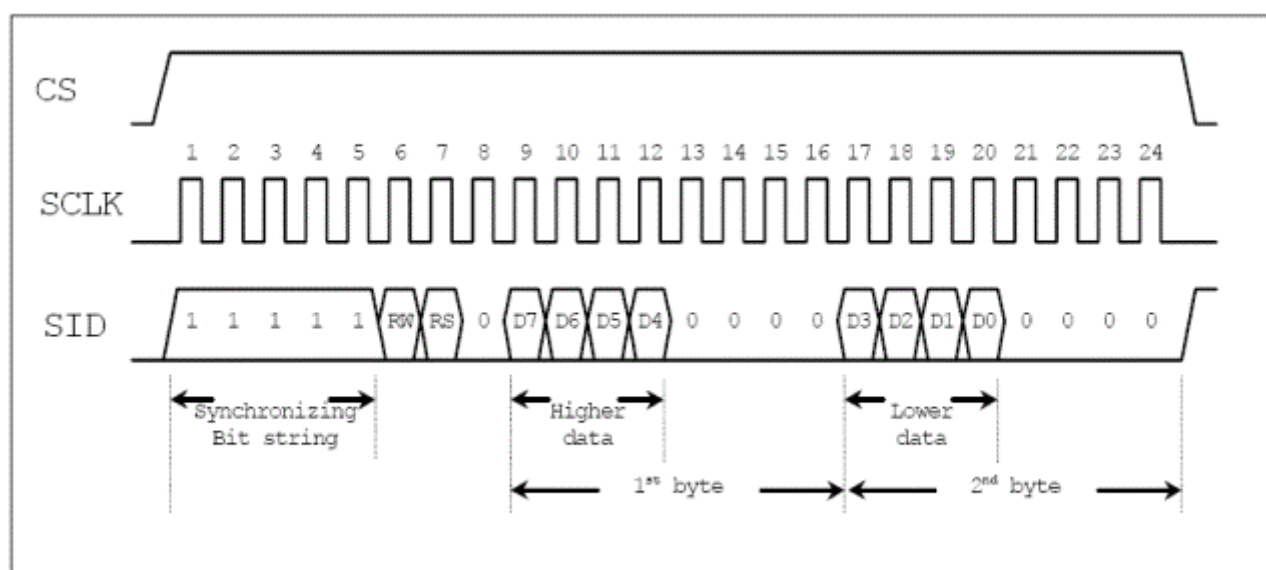 CS
1 2 3 4 5 6 7 8 9 10 11 12 13 14 15 16 17 18 19 20 21 22 23 24
SCLK
SID 1 1 1 1 1 RW RS 0 D7 D6 D5 D4 0 0 0 0 D3 D2 D1 D0 0 0 0 0
Synchronizing Higher Lower
Bit string data data
1st byte 2nd byte